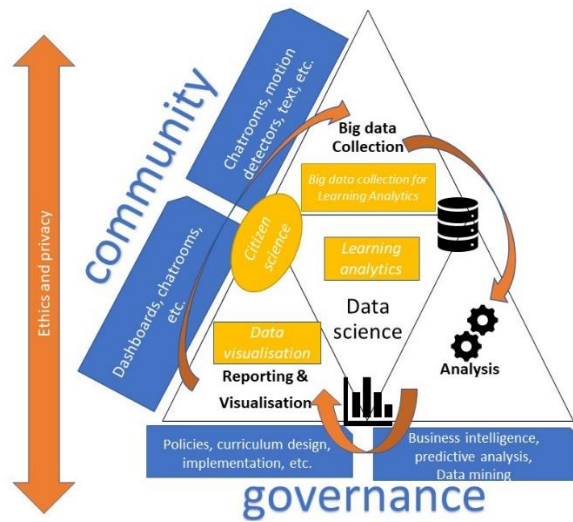 Ethics and privacy
community
Chatrooms, motion
detectors, text, etc.
Dashboards, chatrooms,
etc.
Big data
Collection
Big data collection for
Learning Analytics
Citizen
science
Learning
analytics
Data
science
Data
visualisation
Reporting &
Visualisation
Analysis
Policies, curriculum design,
implementation, etc.
Business intelligence,
predictive analysis,
Data mining
governance